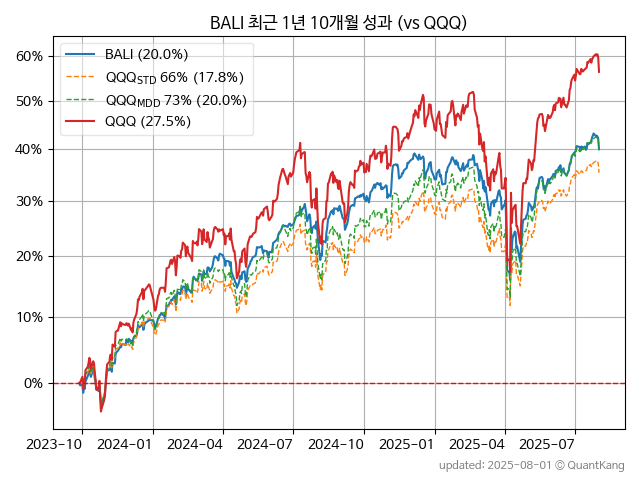 BALI 최근 1년 10개월 성과 (vs QQQ)
BALI (20.0%)
QQQSTD 66% (17.8%)
QQQMDD 73% (20.0%)
QQQ (27.5%)
60%
50%
40%
30%
20%
10%
0%
2023-10 2024-01 2024-04 2024-07 2024-10 2025-01 2025-04 2025-07
updated: 2025-08-01 © QuantKang